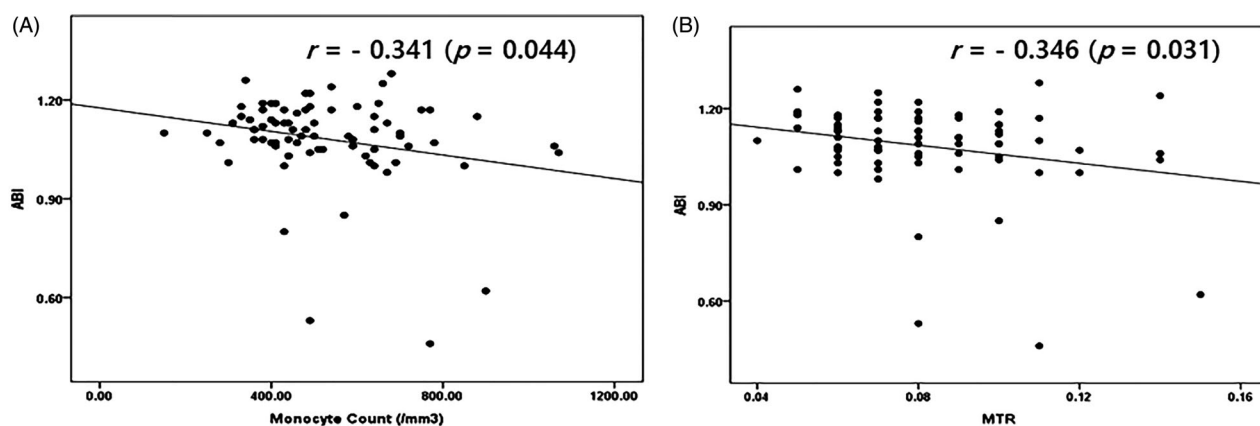 (A)
r = - 0.341 (p = 0.044)
1.20
0.90
0.60
ABI
0.00
400.00
800.00
1200.00
Monocyte Count (/mm3)
(B)
r = - 0.346 (p = 0.031)
1.20
0.90
0.60
ABI
0.04
0.08
0.12
0.16
MTR